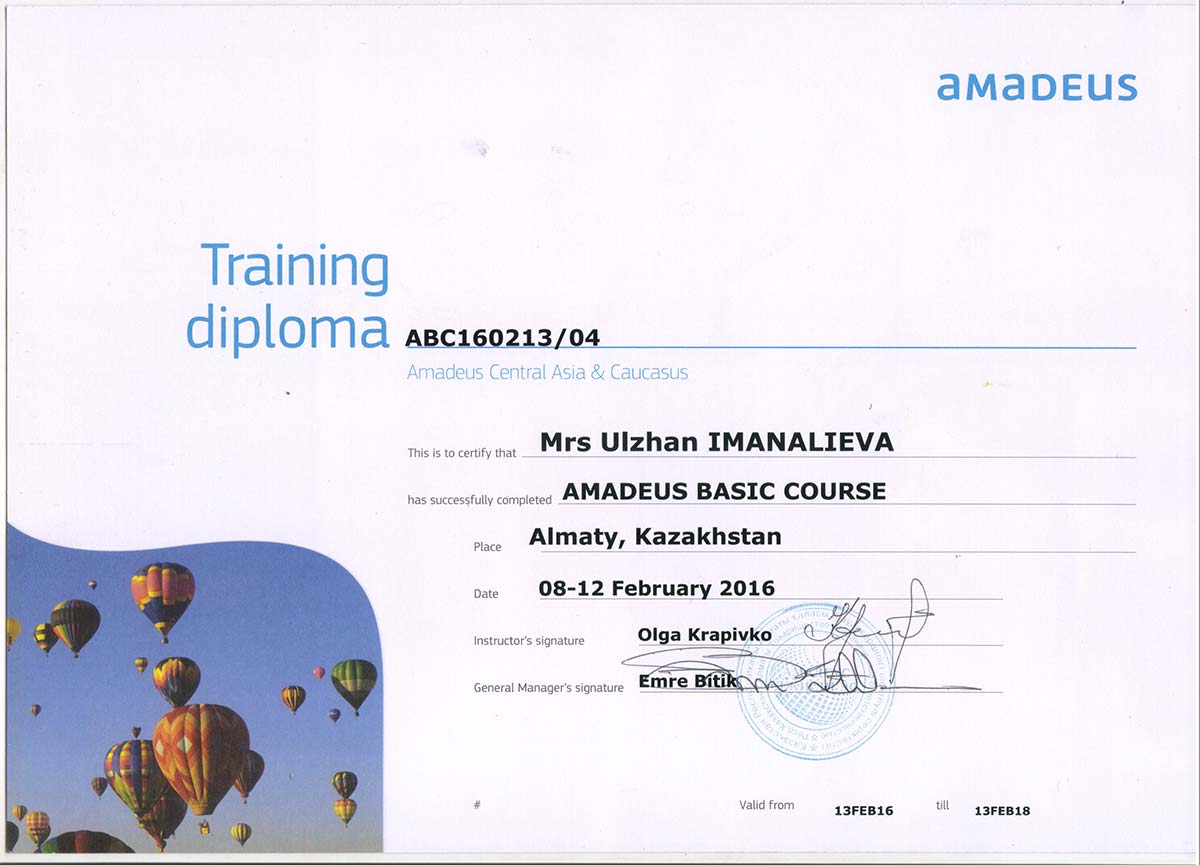 aMaDEUS
Training
diploma ABC160213/04
Amadeus Central Asia & Caucasus
This is to certify that Mrs Ulzhan IMANALIEVA
has successfully completed AMADEUS BASIC COURSE
Place Almaty, Kazakhstan
Date 08-12 February 2016
Instructor's signature Olga Krapivko
General Manager's signature Emre Bitik
# Valid from 13FEB16 till 13FEB18